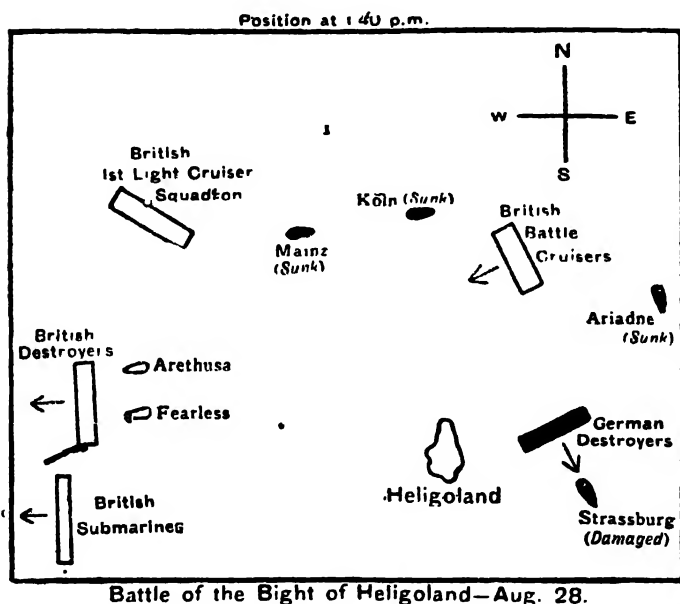 Position at 1 40 p.m.
N
W E
S
British
1st Light Cruiser
Squadron
Köln (Sunk)
Mainz
(Sunk)
British
Battle
Cruisers
Ariadne
(Sunk)
British
Destroyers
Arethusa
Fearless
German
Destroyers
Heligoland
British
Submarines
Strassburg
(Damaged)
Battle of the Bight of Heligoland—Aug. 28.